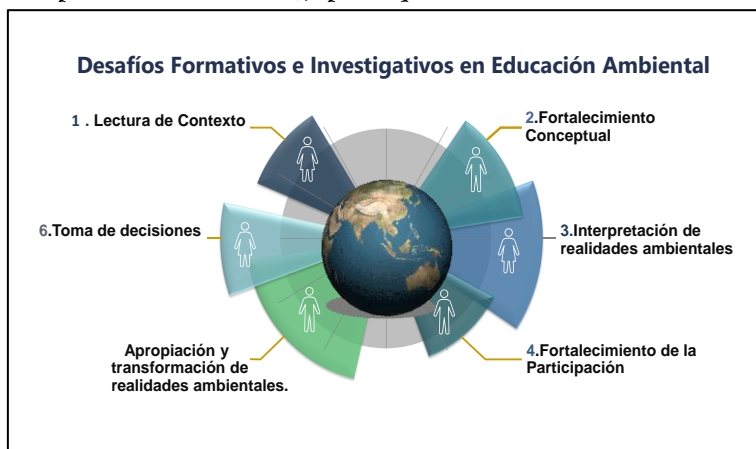 Desafíos Formativos e Investigativos en Educación Ambiental
1 . Lectura de Contexto
2.Fortalecimiento
Conceptual
3.Interpretación de
realidades ambientales
4.Fortalecimiento de la
Participación
Apropiación y
transformación de
realidades ambientales.
6.Toma de decisiones